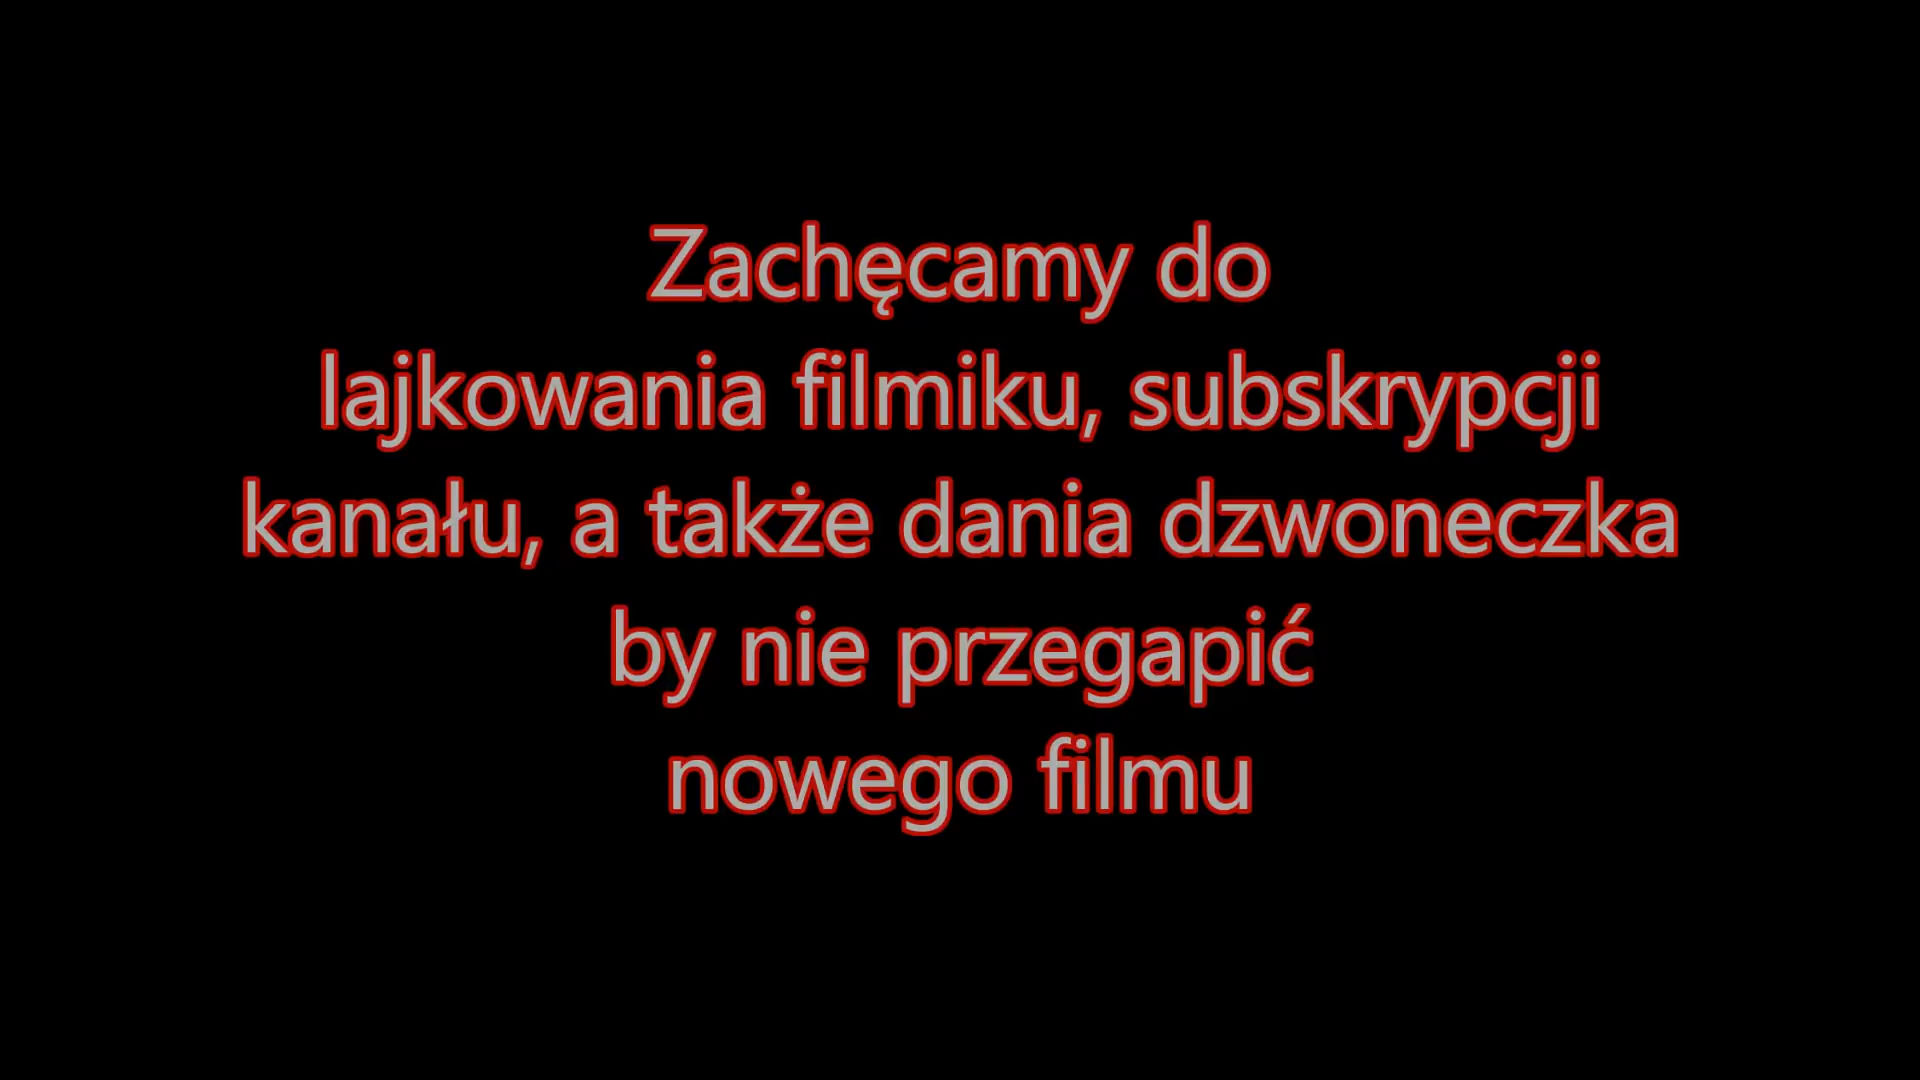 Zachęcamy do
lajkowania filmiku, subskrypcji
kanału, a także dania dzwoneczka
by nie przegapić
nowego filmu